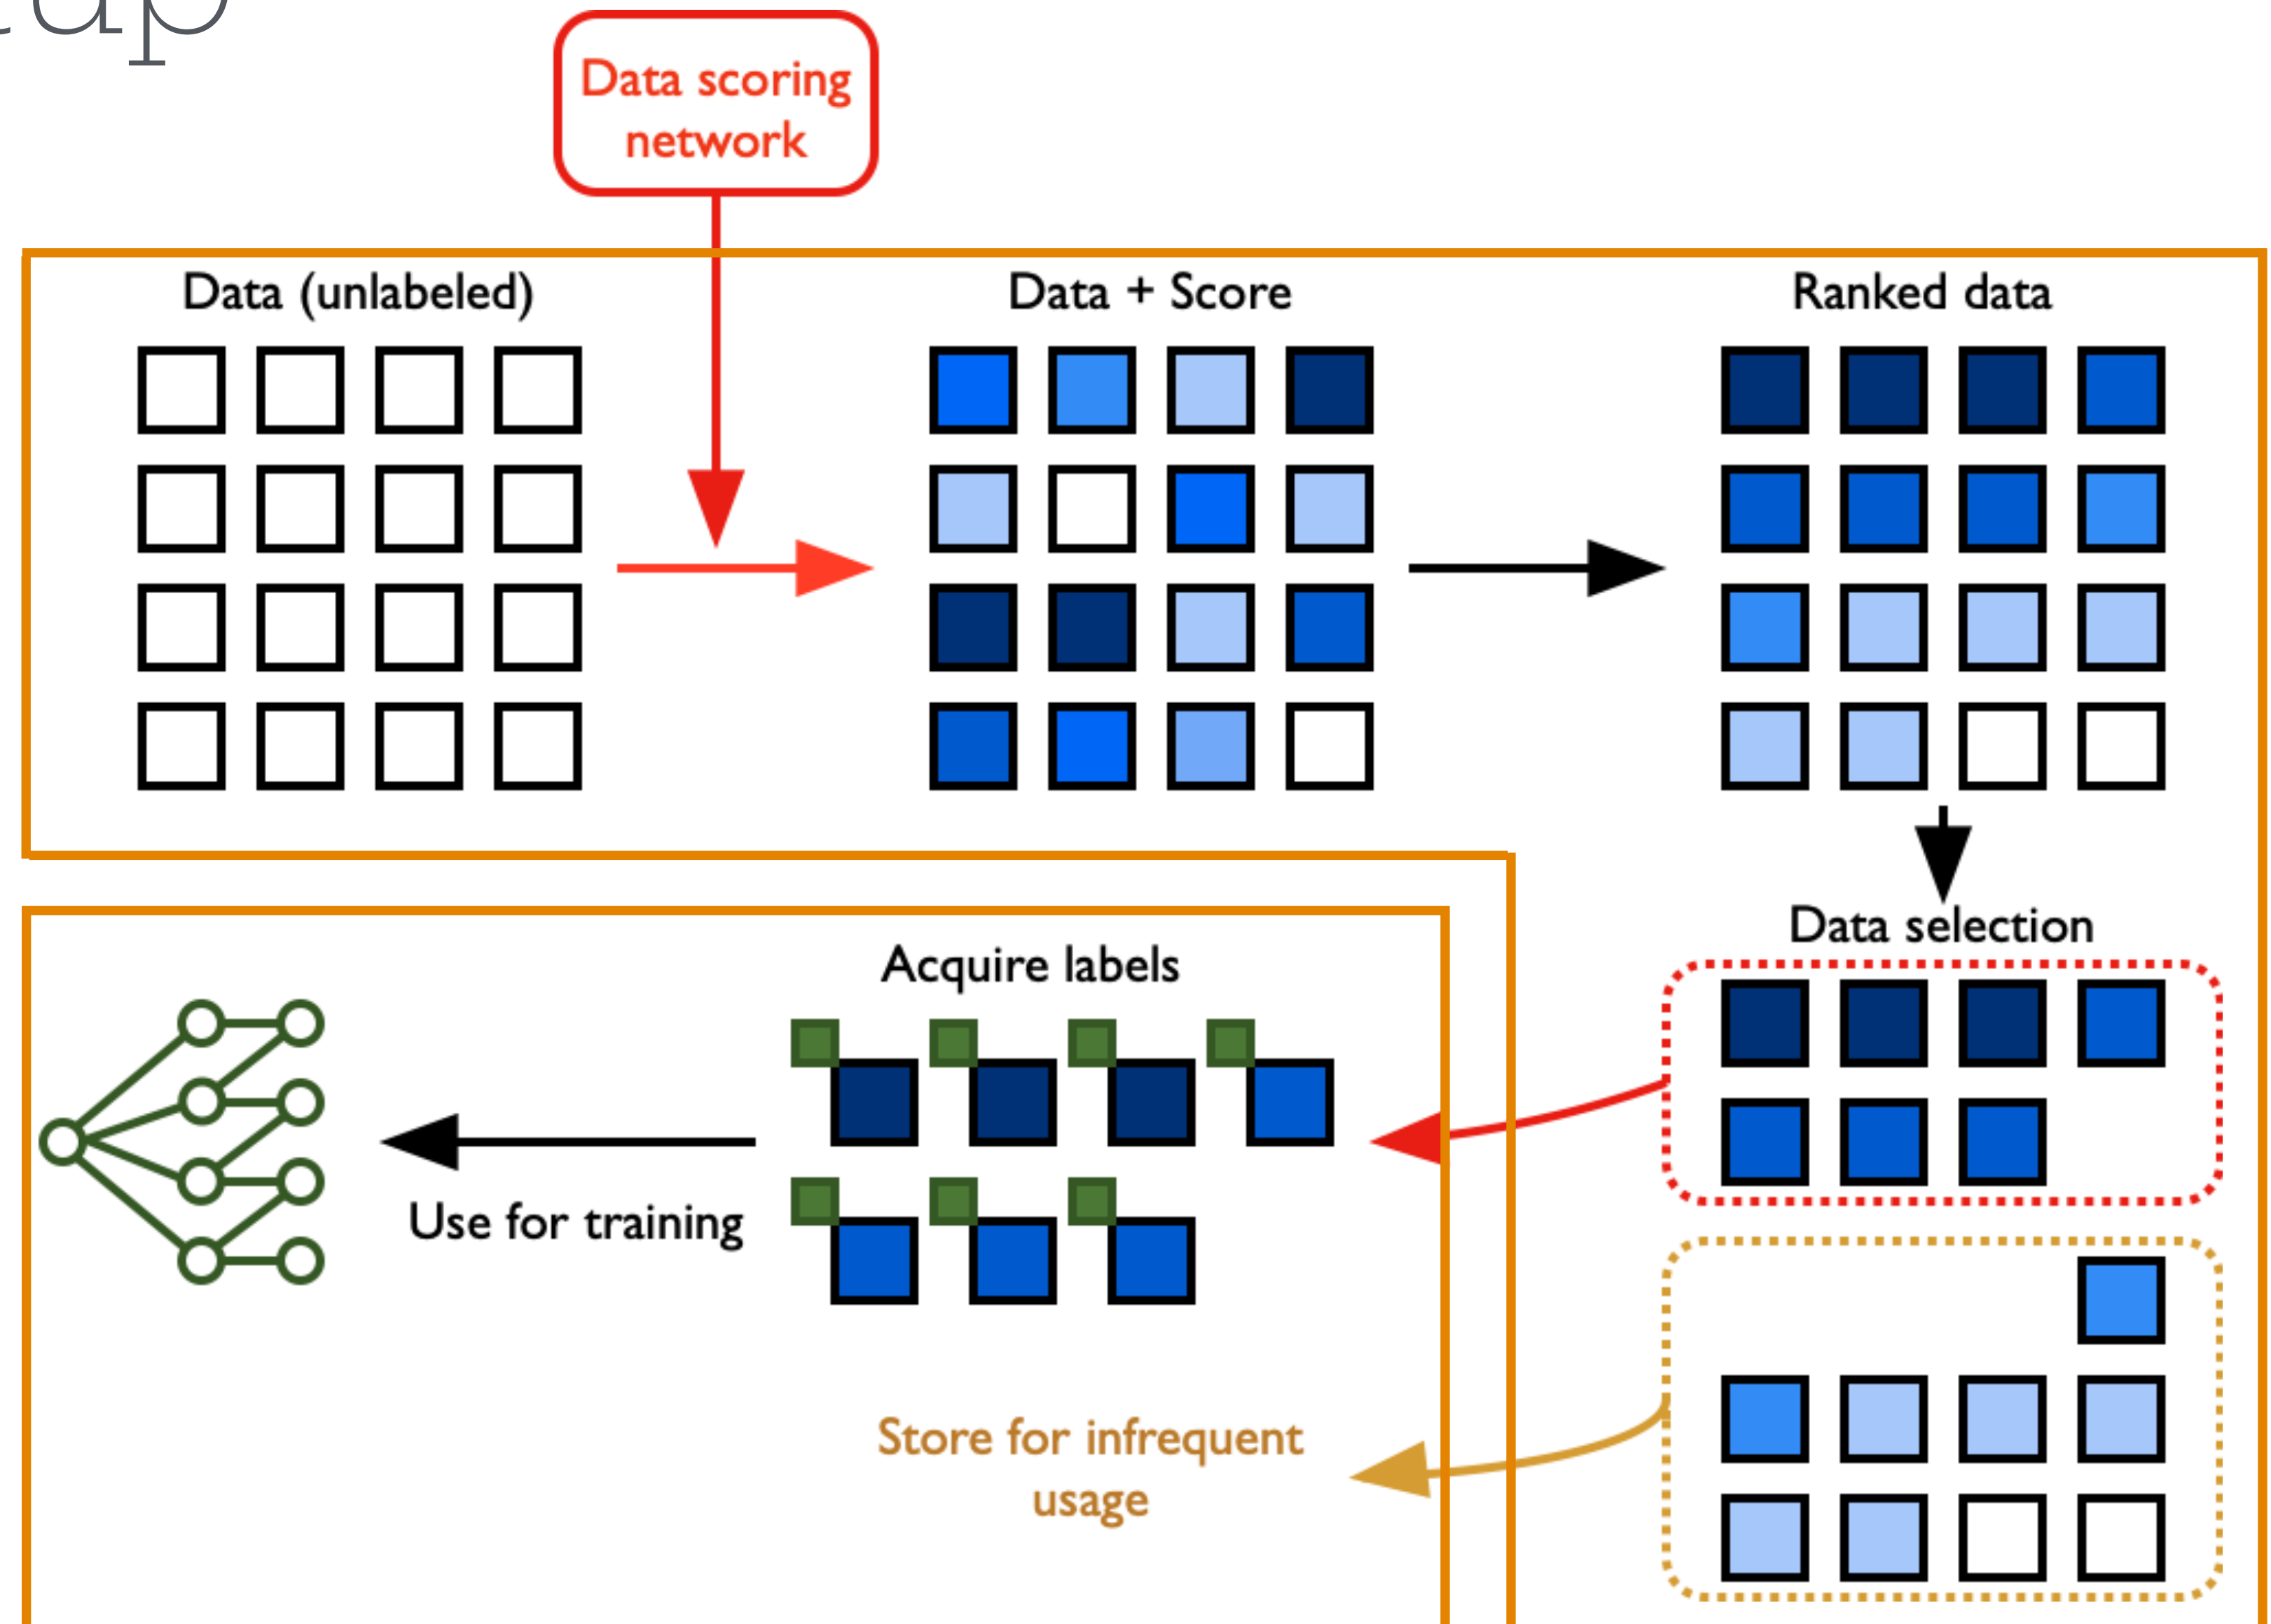 Data scoring
network
Data (unlabeled)
Data + Score
Ranked data
Data selection
Acquire labels
Use for training
Store for infrequent
usage